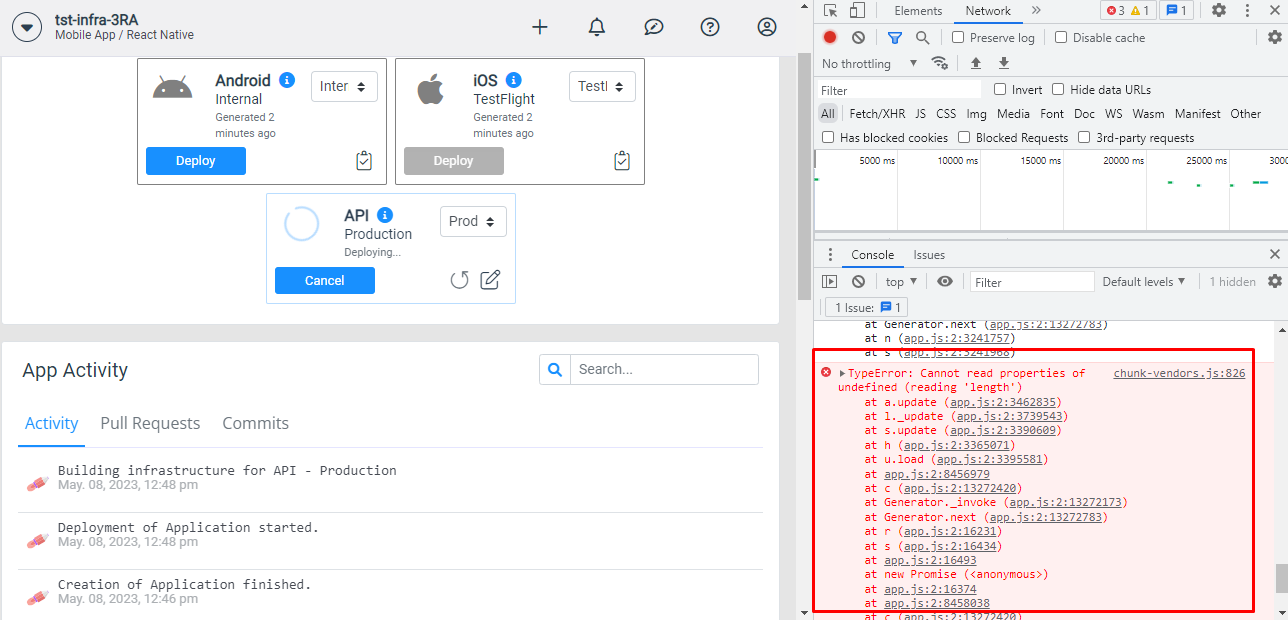 tst-infra-3RA
Mobile App / React Native
Android
Internal
Generated 2
minutes ago
Inter
Deploy
iOS
TestFlight
Generated 2
minutes ago
Testl
Deploy
API
Production
Deploying...
Prod
Cancel
App Activity
Search...
Activity
Pull Requests
Commits
Building infrastructure for API - Production
May. 08, 2023, 12:48 pm
Deployment of Application started.
May. 08, 2023, 12:48 pm
Creation of Application finished.
May. 08, 2023, 12:46 pm
Elements
Network
3
1
1
Preserve log
Disable cache
No throttling
Filter
Invert
Hide data URLs
All
Fetch/XHR
JS
CSS
Img
Media
Font
Doc
WS
Wasm
Manifest
Other
Has blocked cookies
Blocked Requests
3rd-party requests
5000 ms
10000 ms
15000 ms
20000 ms
25000 ms
3000
Console
Issues
top
Filter
Default levels
1 hidden
1 Issue:
1
at Generator.next (app.js:2:13272783)
at n (app.js:2:3241757)
at s (app.js:2:3241968)
TypeError: Cannot read properties of
chunk-vendors.js:826
undefined (reading 'length')
at a.update (app.js:2:3462835)
at l._update (app.js:2:3739543)
at s.update (app.js:2:3390609)
at h (app.js:2:3365071)
at u.load (app.js:2:3395581)
at app.js:2:8456979
at c (app.js:2:13272420)
at Generator._invoke (app.js:2:13272173)
at Generator.next (app.js:2:13272783)
at r (app.js:2:16231)
at s (app.js:2:16434)
at app.js:2:16493
at new Promise (<anonymous>)
at app.js:2:16374
at app.js:2:8458038
at c (app.js:2:13272420)